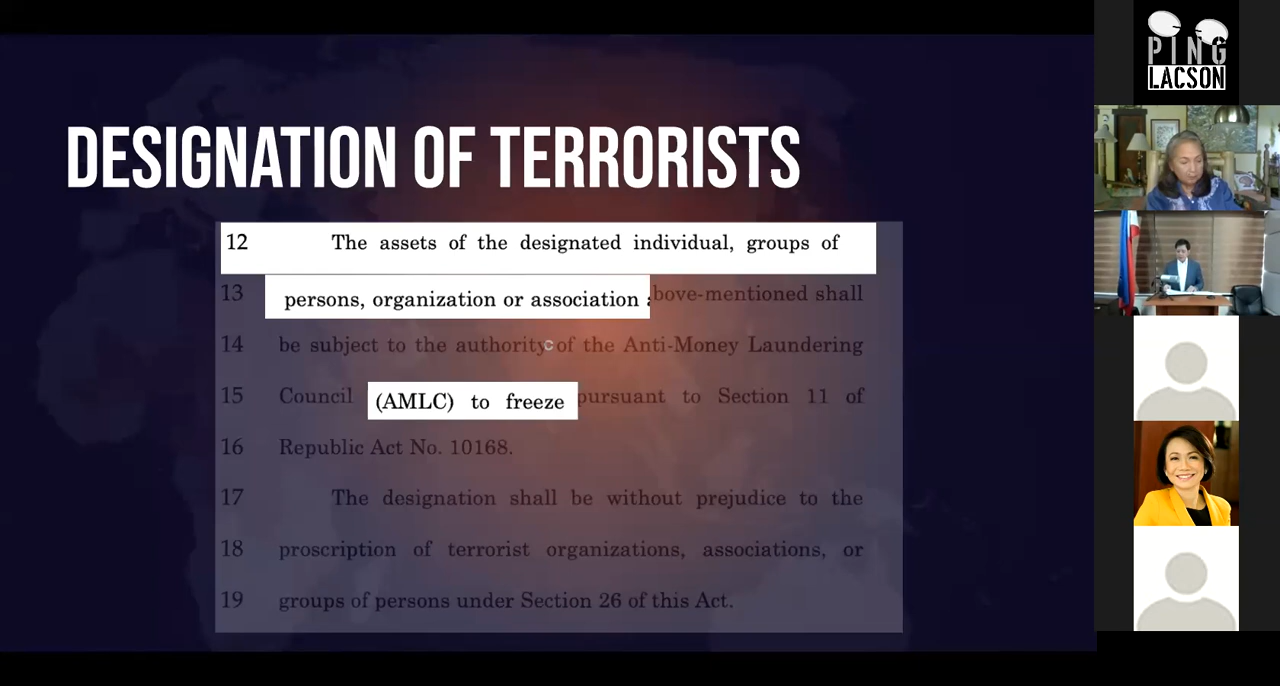 DESIGNATION OF TERRORISTS
12 The assets of the designated individual, groups of
13 persons, organization or association above-mentioned shall
14 be subject to the authority of the Anti-Money Laundering
15 Council (AMLC) to freeze pursuant to Section 11 of
16 Republic Act No. 10168.
17 The designation shall be without prejudice to the
18 proscription of terrorist organizations, associations, or
19 groups of persons under Section 26 of this Act.
PING
LACSON